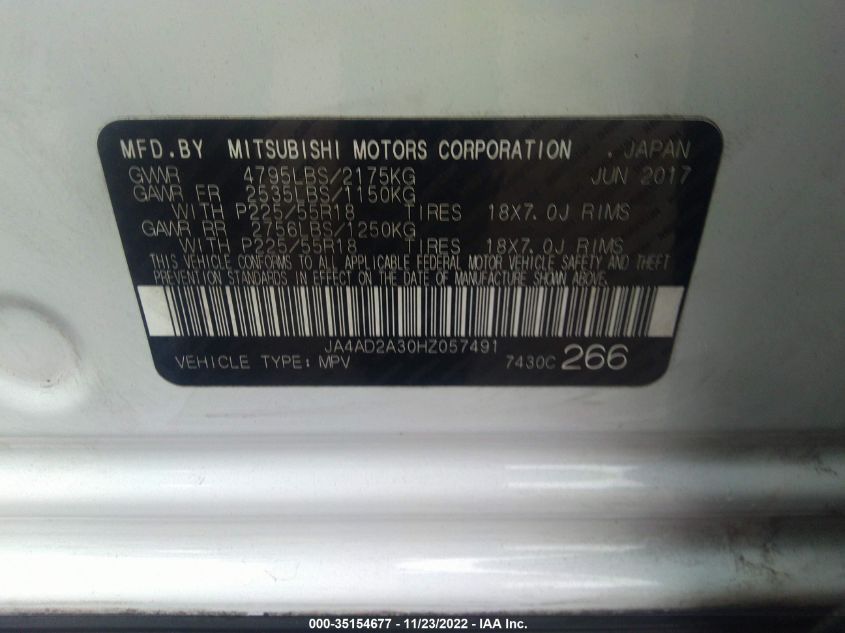 MFD.BY MITSUBISHI MOTORS CORPORATION . JAPAN
GVWR 4795LBS/2175KG JUN 2017
GAWR FR 2535LBS/1150KG
WITH P225/55R18 TIRES 18X7.0J RIMS
GAWR RR 2756LBS/1250KG
WITH P225/55R18 TIRES 18X7.0J RIMS
THIS VEHICLE CONFORMS TO ALL APPLICABLE FEDERAL MOTOR VEHICLE SAFETY AND THEFT
PREVENTION STANDARDS IN EFFECT ON THE DATE OF MANUFACTURE SHOWN ABOVE.
JA4AD2A30HZ057491
VEHICLE TYPE: MPV 7430C 266
000-35154677 - 11/23/2022 - IAA Inc.